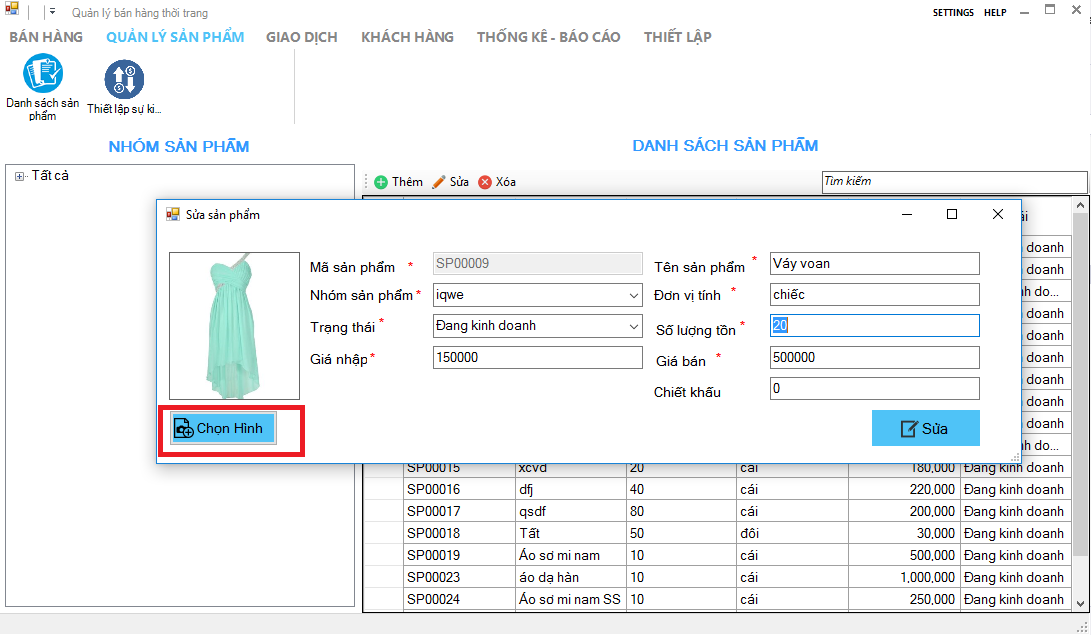 Quản lý bán hàng thời trang
SETTINGS HELP
BÁN HÀNG QUẢN LÝ SẢN PHẨM GIAO DỊCH KHÁCH HÀNG THỐNG KÊ - BÁO CÁO THIẾT LẬP
Danh sách sản phẩm
Thiết lập sự ki...
NHÓM SẢN PHẨM
DANH SÁCH SẢN PHẨM
Tất cả
Thêm Sửa Xóa
Tìm kiếm
Sửa sản phẩm
Mã sản phẩm * SP00009
Tên sản phẩm * Váy voan
Nhóm sản phẩm * iqwe
Đơn vị tính * chiếc
Trạng thái * Đang kinh doanh
Số lượng tồn * 20
Giá nhập * 150000
Giá bán * 500000
Chiết khấu 0
Chọn Hình
Sửa
doanh
doanh
nh do...
doanh
doanh
doanh
doanh
doanh
doanh
nh do...
SP00015 xcvd 20 cái 180,000 Đang kinh doanh
SP00016 dfj 40 cái 220,000 Đang kinh doanh
SP00017 qsdf 80 cái 200,000 Đang kinh doanh
SP00018 Tất 50 đôi 30,000 Đang kinh doanh
SP00019 Áo sơ mi nam 10 cái 500,000 Đang kinh doanh
SP00023 áo dạ hàn 10 cái 1,000,000 Đang kinh doanh
SP00024 Áo sơ mi nam SS 10 cái 250,000 Đang kinh doanh